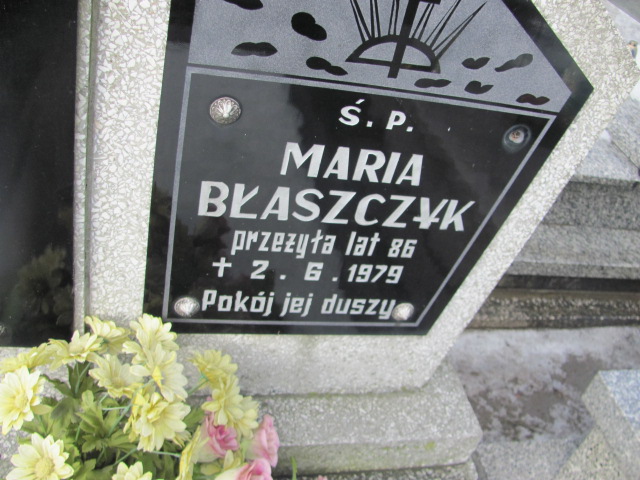 Ś. P.
MARIA
BŁASZCZYK
przeżyła lat 86
† 2. 6. 1979
Pokój jej duszy